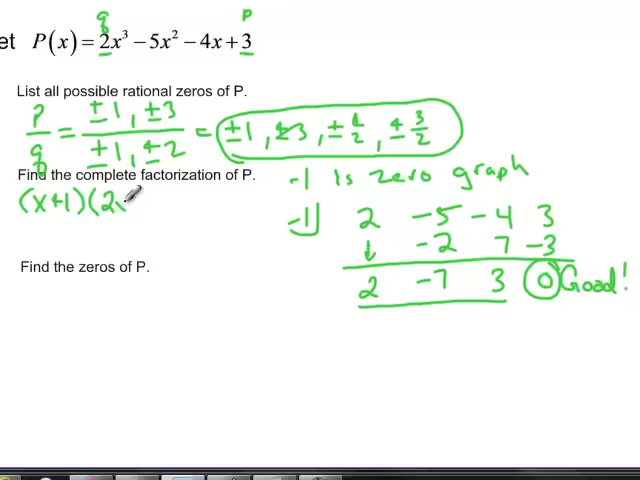 q p
et P(x) = 2x³ − 5x² − 4x + 3
List all possible rational zeros of P.
p/q = ±1, ±3 / ±1, ±2 = ±1, ±3, ±1/2, ±3/2
Find the complete factorization of P.
-1 is zero graph
(x+1)(2x
-1 2 -5 -4 3
↓ -2 7 -3
Find the zeros of P.
2 -7 3 0 Good!